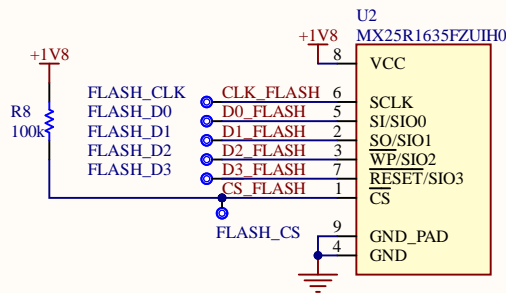 U2
MX25R1635FZUIH0
+1V8
+1V8
8 VCC
R8
100k
FLASH_CLK CLK_FLASH 6 SCLK
FLASH_D0 D0_FLASH 5 SI/SIO0
FLASH_D1 D1_FLASH 2 SO/SIO1
FLASH_D2 D2_FLASH 3 WP/SIO2
FLASH_D3 D3_FLASH 7 RESET/SIO3
CS_FLASH 1 CS
FLASH_CS
9 GND_PAD
4 GND